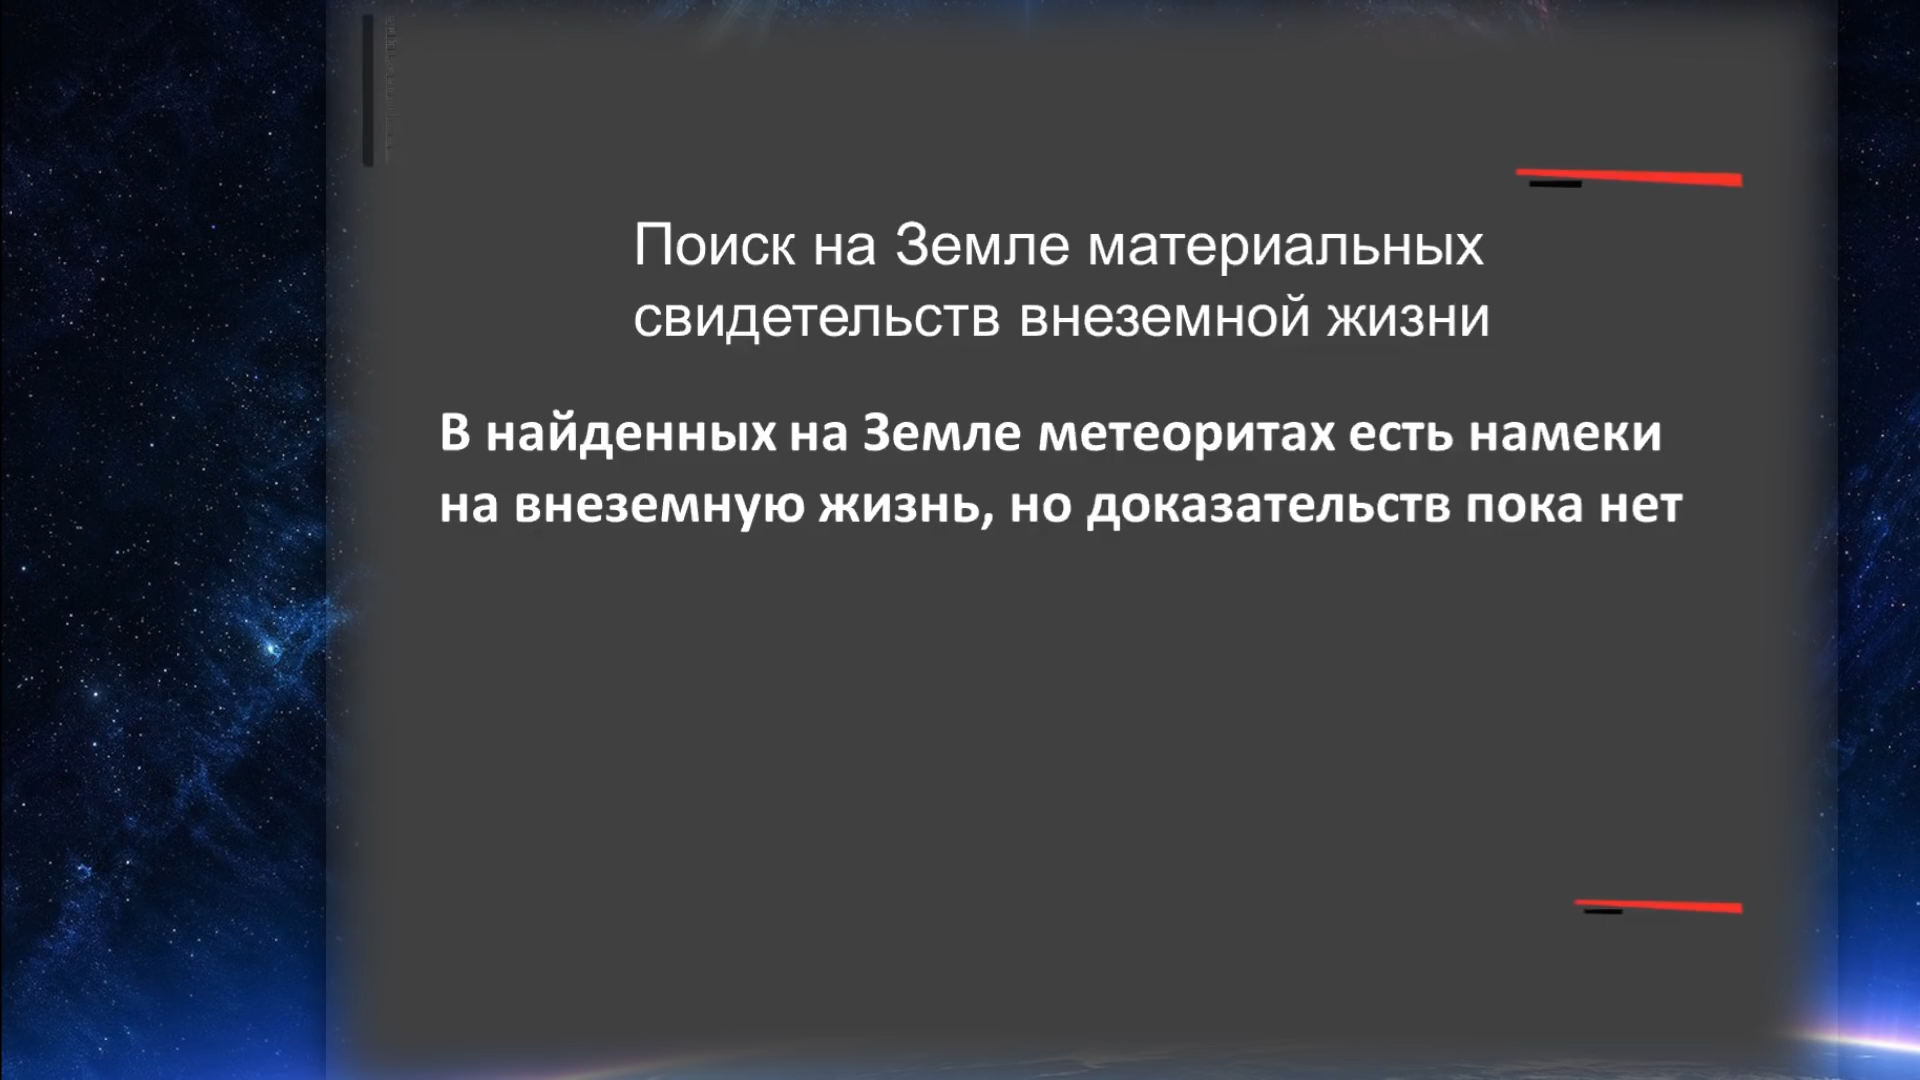 Поиск на Земле материальных
свидетельств внеземной жизни
В найденных на Земле метеоритах есть намеки
на внеземную жизнь, но доказательств пока нет